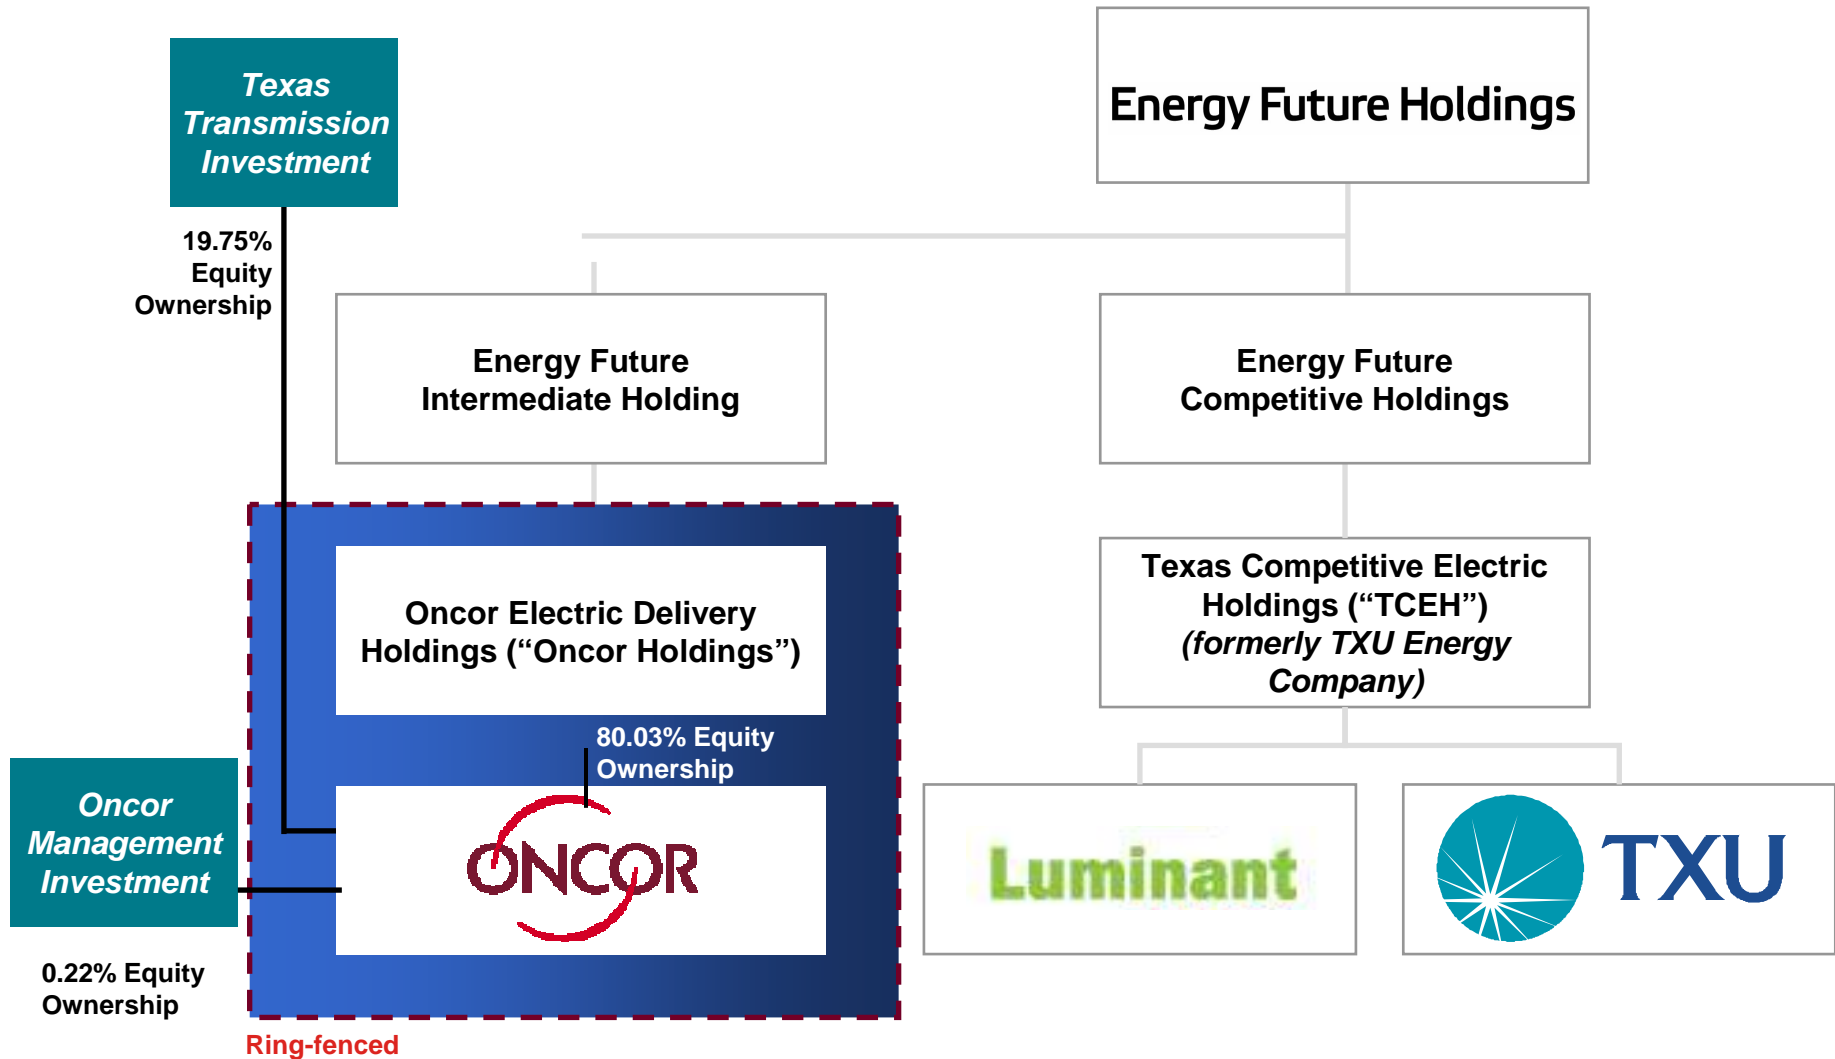 Texas
Transmission
Investment
Energy Future Holdings
19.75%
Equity
Ownership
Energy Future
Intermediate Holding
Energy Future
Competitive Holdings
Oncor Electric Delivery
Holdings (“Oncor Holdings”)
Texas Competitive Electric
Holdings (“TCEH”)
(formerly TXU Energy
Company)
80.03% Equity
Ownership
Oncor
Management
Investment
ONCOR
Luminant
TXU
0.22% Equity
Ownership
Ring-fenced